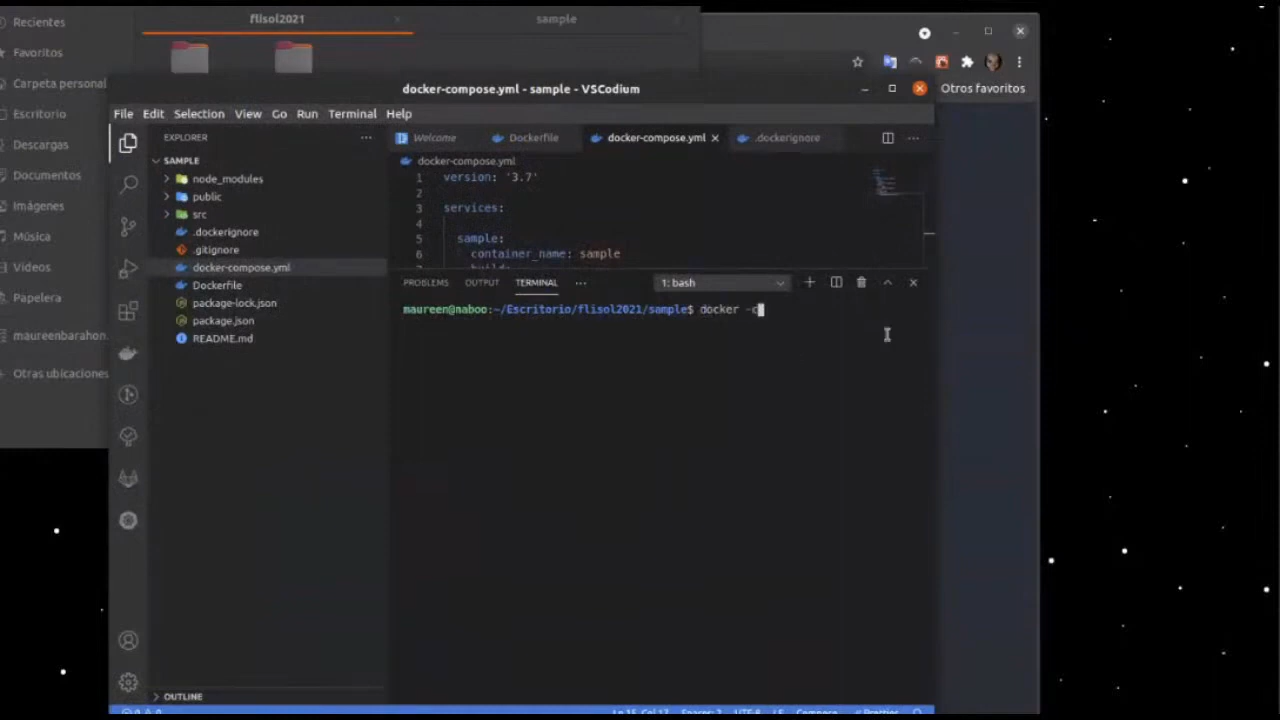 Recientes
Favoritos
Carpeta personal
Escritorio
Descargas
Documentos
Imágenes
Música
Videos
Papelera
maureenbarahon
Otras ubicaciones
flisol2021
sample
Otros favoritos
docker-compose.yml - sample - VSCodium
File Edit Selection View Go Run Terminal Help
EXPLORER
SAMPLE
node_modules
public
src
.dockerignore
.gitignore
docker-compose.yml
Dockerfile
package-lock.json
package.json
README.md
OUTLINE
Welcome Dockerfile docker-compose.yml .dockerignore
docker-compose.yml
1 version: '3.7'
2
3 services:
4
5 sample:
6 container_name: sample
PROBLEMS OUTPUT TERMINAL 1: bash
maureen@naboo:~/Escritorio/flisol2021/sample$ docker -c